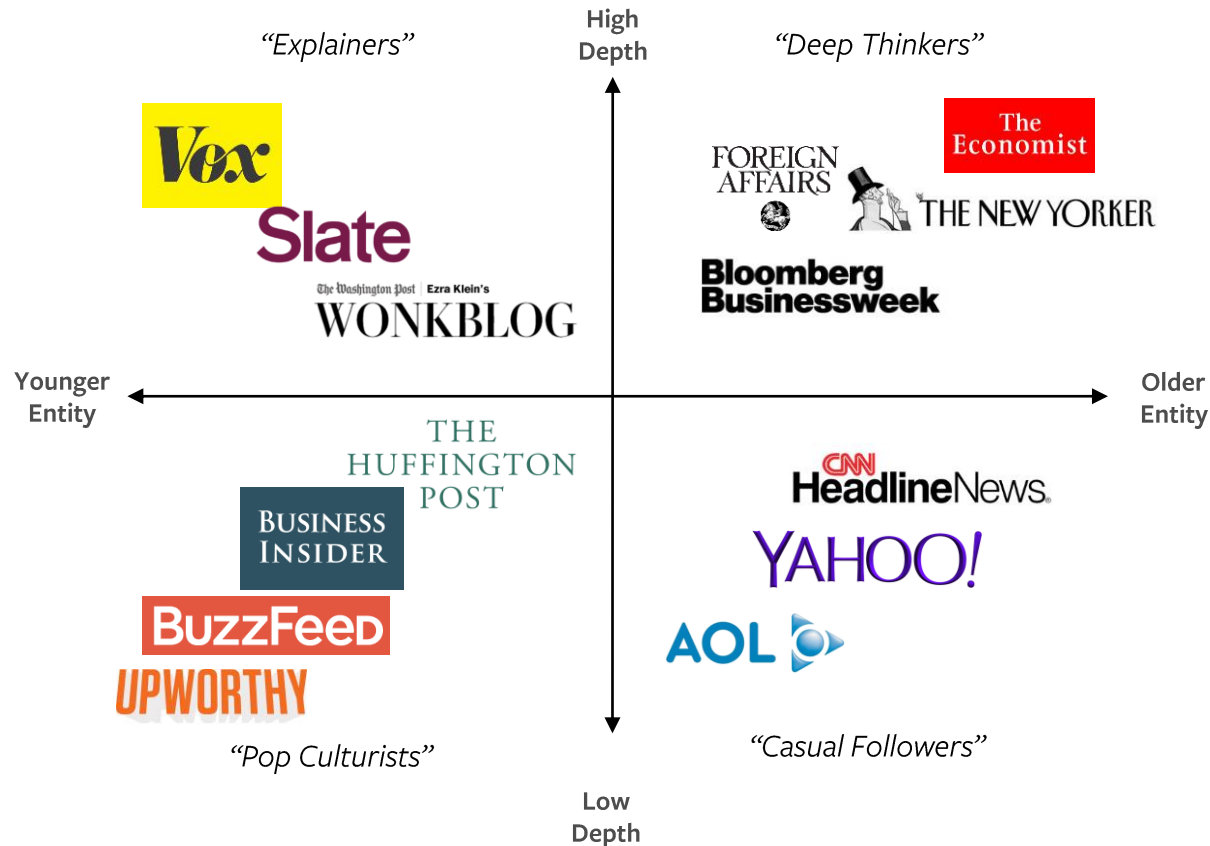 High
Depth
“Explainers”
“Deep Thinkers”
Vox
The
Economist
FOREIGN
AFFAIRS
THE NEW YORKER
Slate
Bloomberg
Businessweek
The Washington Post | Ezra Klein's
WONKBLOG
Younger
Entity
Older
Entity
THE
HUFFINGTON
POST
CNN
HeadlineNews®
BUSINESS
INSIDER
YAHOO!
BUZZFEED
AOL
UPWORTHY
“Pop Culturists”
“Casual Followers”
Low
Depth